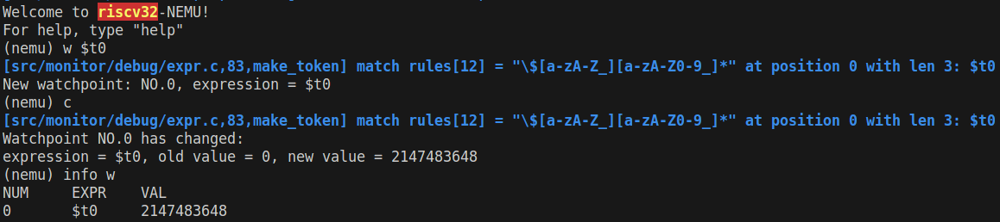 Welcome to riscv32-NEMU!
For help, type "help"
(nemu) w $t0
[src/monitor/debug/expr.c,83,make_token] match rules[12] = "\$[a-zA-Z_][a-zA-Z0-9_]*" at position 0 with len 3: $t0
New watchpoint: NO.0, expression = $t0
(nemu) c
[src/monitor/debug/expr.c,83,make_token] match rules[12] = "\$[a-zA-Z_][a-zA-Z0-9_]*" at position 0 with len 3: $t0
Watchpoint NO.0 has changed:
expression = $t0, old value = 0, new value = 2147483648
(nemu) info w
NUM     EXPR    VAL
0       $t0     2147483648